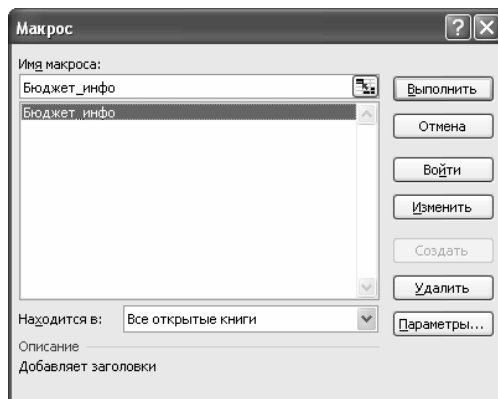 Макрос
Имя макроса:
Бюджет_инфо
Бюджет_инфо
Выполнить
Отмена
Войти
Изменить
Создать
Удалить
Параметры...
Находится в:
Все открытые книги
Описание
Добавляет заголовки